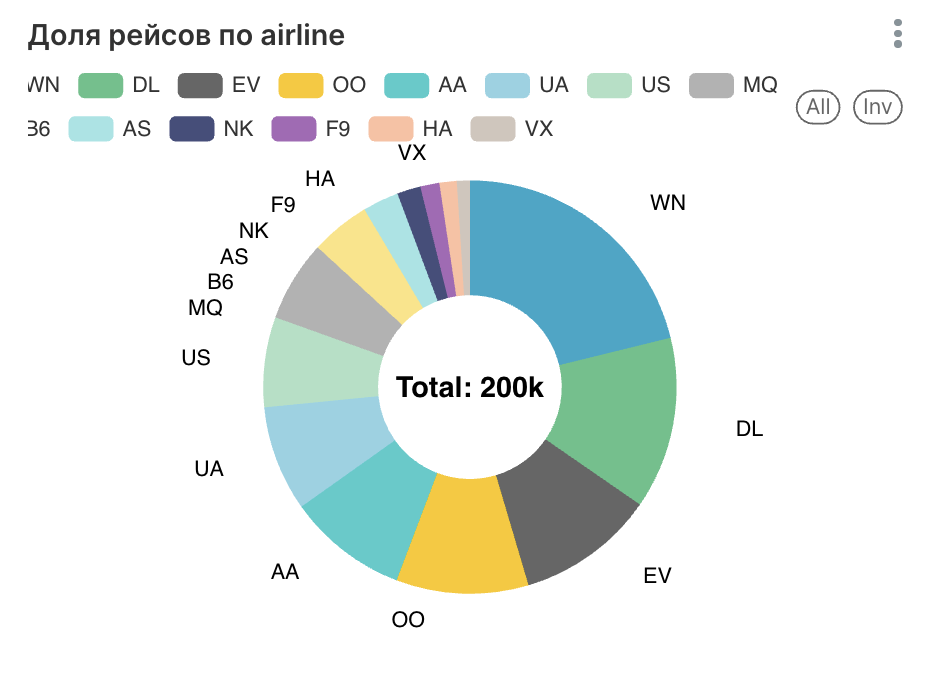 Доля рейсов по airline
WN DL EV OO AA UA US MQ
All Inv
B6 AS NK F9 HA VX
VX
HA
WN
F9
NK
AS
B6
MQ
US
Total: 200k
DL
UA
AA
EV
OO